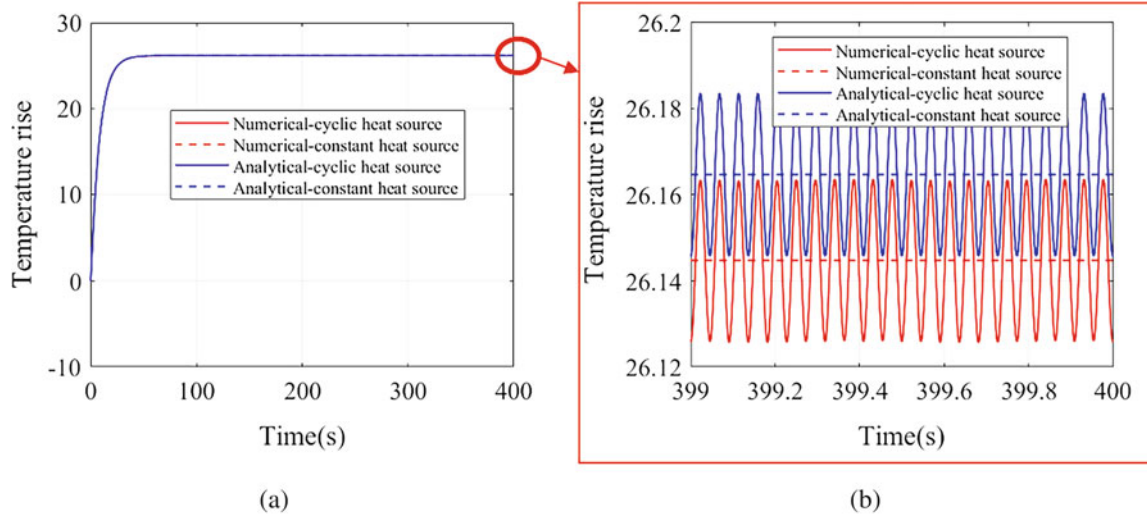 30
20
10
0
-10
Temperature rise
Numerical-cyclic heat source
Numerical-constant heat source
Analytical-cyclic heat source
Analytical-constant heat source
0 100 200 300 400
Time(s)
(a)
26.2
26.18
26.16
26.14
26.12
Temperature rise
Numerical-cyclic heat source
Numerical-constant heat source
Analytical-cyclic heat source
Analytical-constant heat source
399 399.2 399.4 399.6 399.8 400
Time(s)
(b)